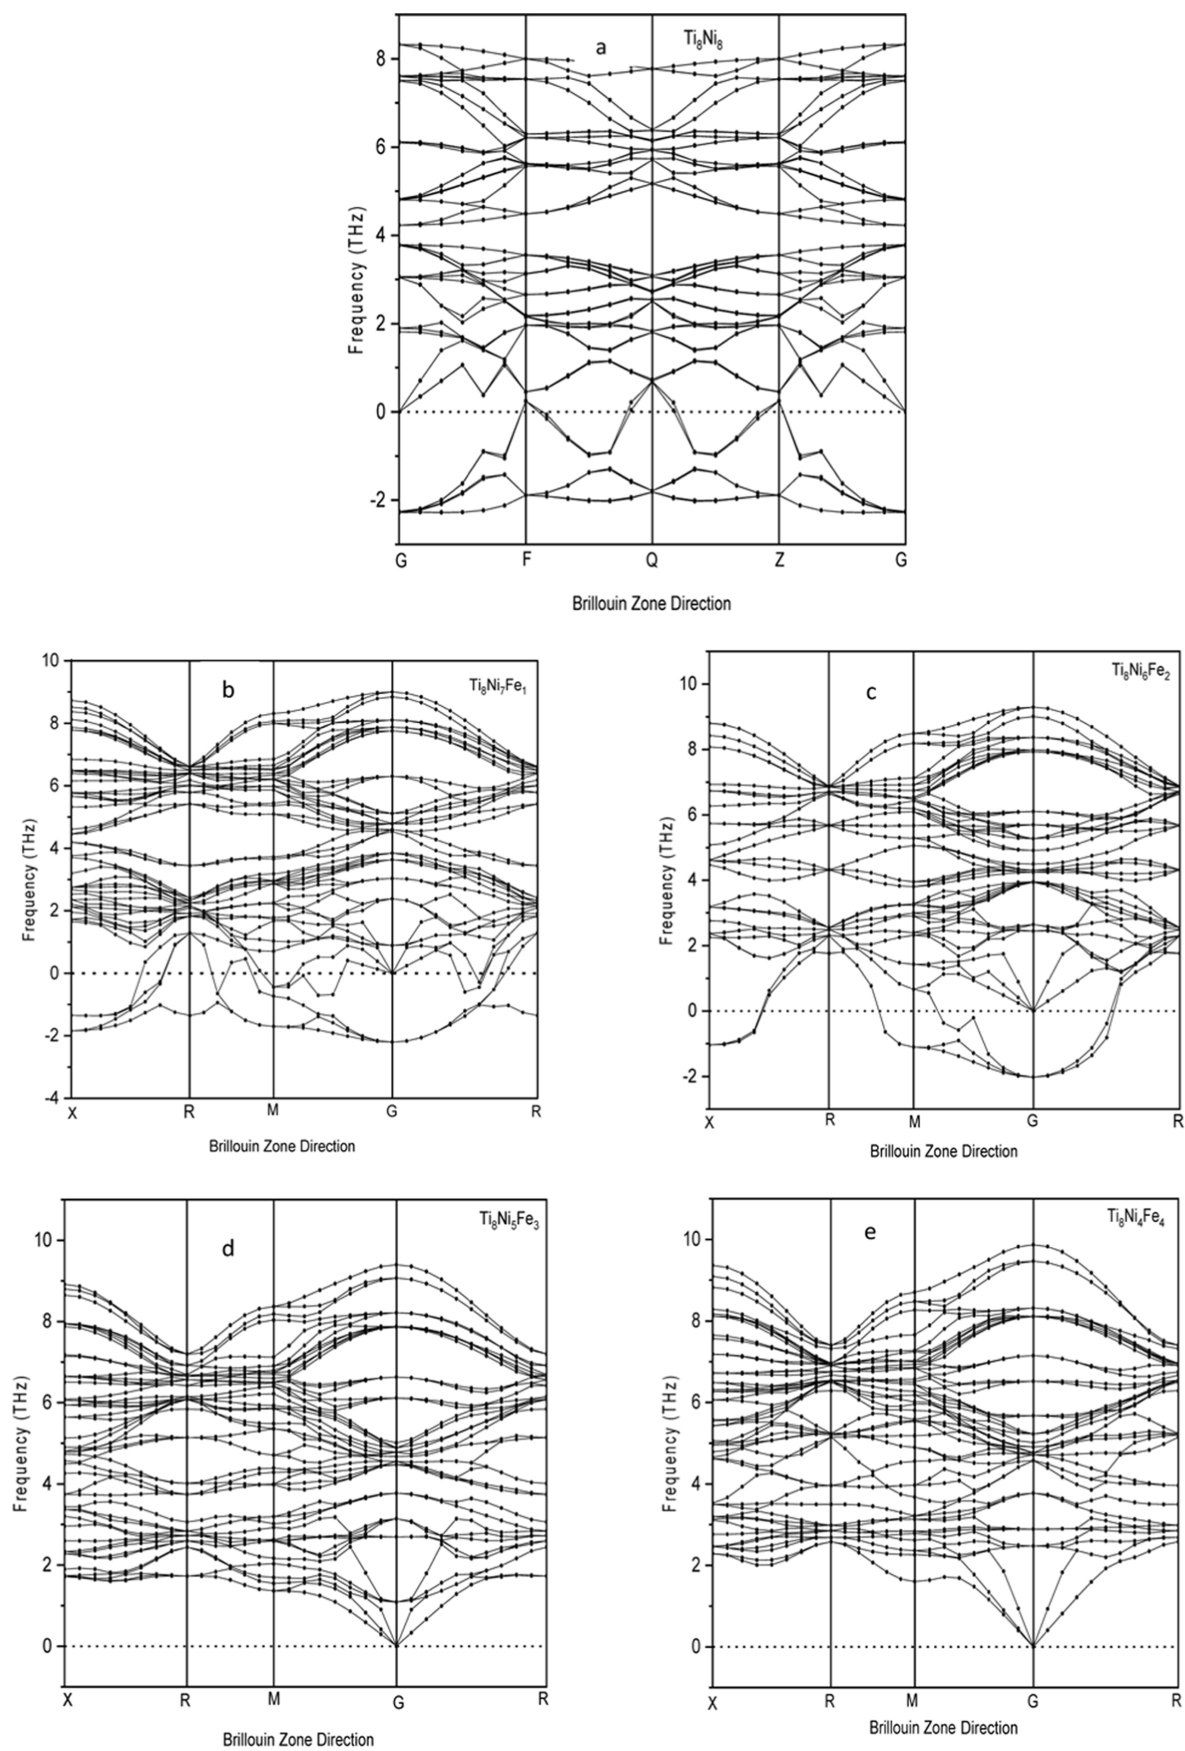 a
Ti8Ni8
8
6
4
2
0
-2
Frequency (THz)
G F Q Z G
Brillouin Zone Direction
b
Ti8Ni7Fe1
10
8
6
4
2
0
-2
-4
Frequency (THz)
X R M G R
Brillouin Zone Direction
c
Ti8Ni6Fe2
10
8
6
4
2
0
-2
Frequency (THz)
X R M G R
Brillouin Zone Direction
d
Ti8Ni5Fe3
10
8
6
4
2
0
Frequency (THz)
X R M G R
Brillouin Zone Direction
e
Ti8Ni4Fe4
10
8
6
4
2
0
Frequency (THz)
X R M G R
Brillouin Zone Direction